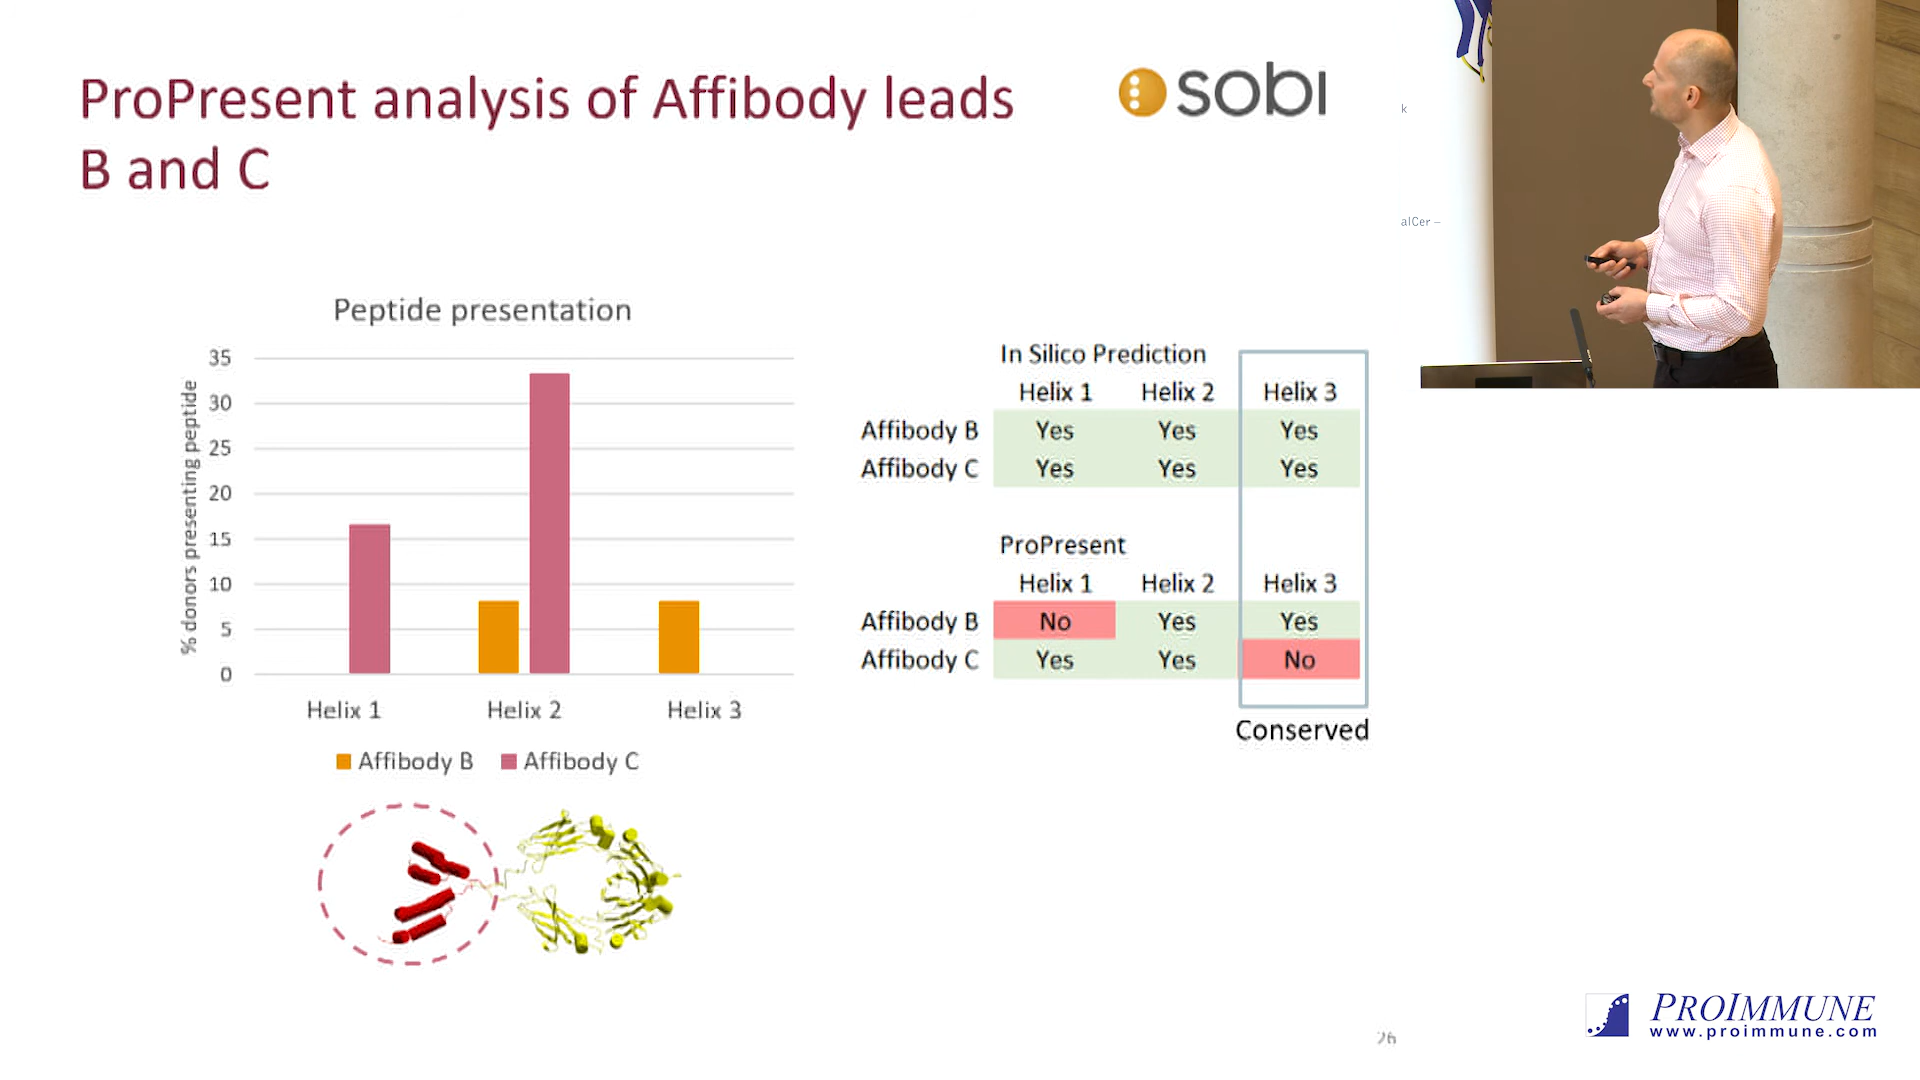 ProPresent analysis of Affibody leads
B and C
sobi
k
alCer –
Peptide presentation
% donors presenting peptide
35
30
25
20
15
10
5
0
Helix 1 Helix 2 Helix 3
Affibody B Affibody C
In Silico Prediction
Helix 1 Helix 2 Helix 3
Affibody B Yes Yes Yes
Affibody C Yes Yes Yes
ProPresent
Helix 1 Helix 2 Helix 3
Affibody B No Yes Yes
Affibody C Yes Yes No
Conserved
26
PROIMMUNE
www.proimmune.com